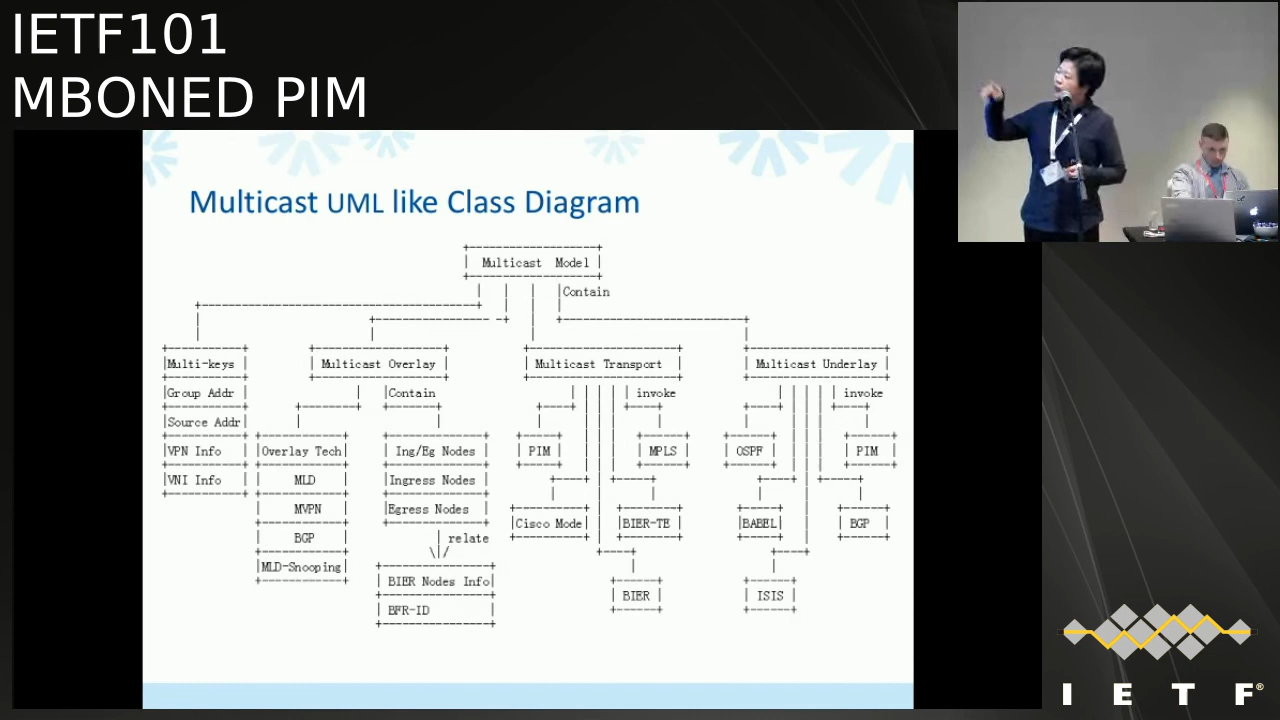 IETF101
MBONED PIM
Multicast UML like Class Diagram
Multicast Model
Contain
Multi-keys
Group Addr
Source Addr
VPN Info
VNI Info
Multicast Overlay
Contain
Overlay Tech
MLD
MVPN
BGP
MLD-Snooping
Ing/Eg Nodes
Ingress Nodes
Egress Nodes
relate
BIER Nodes Info
BFR-ID
Multicast Transport
invoke
PIM
MPLS
Cisco Mode
BIER-TE
BIER
Multicast Underlay
invoke
OSPF
PIM
BABEL
BGP
ISIS
IETF®